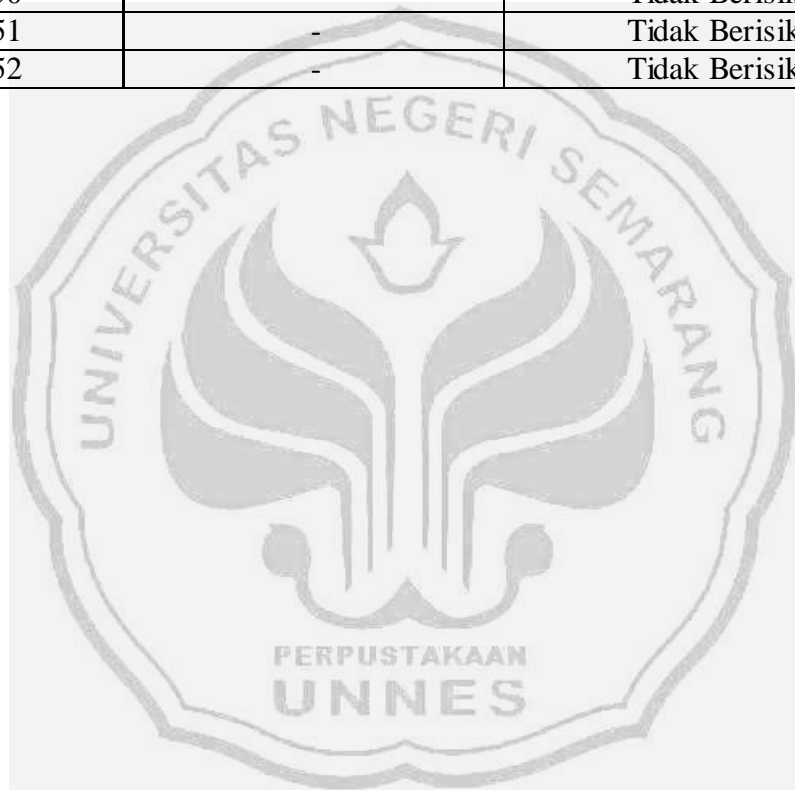 51 - Tidak Berisik
52 - Tidak Berisik
UNIVERSITAS NEGERI SEMARANG
PERPUSTAKAAN
UNNES